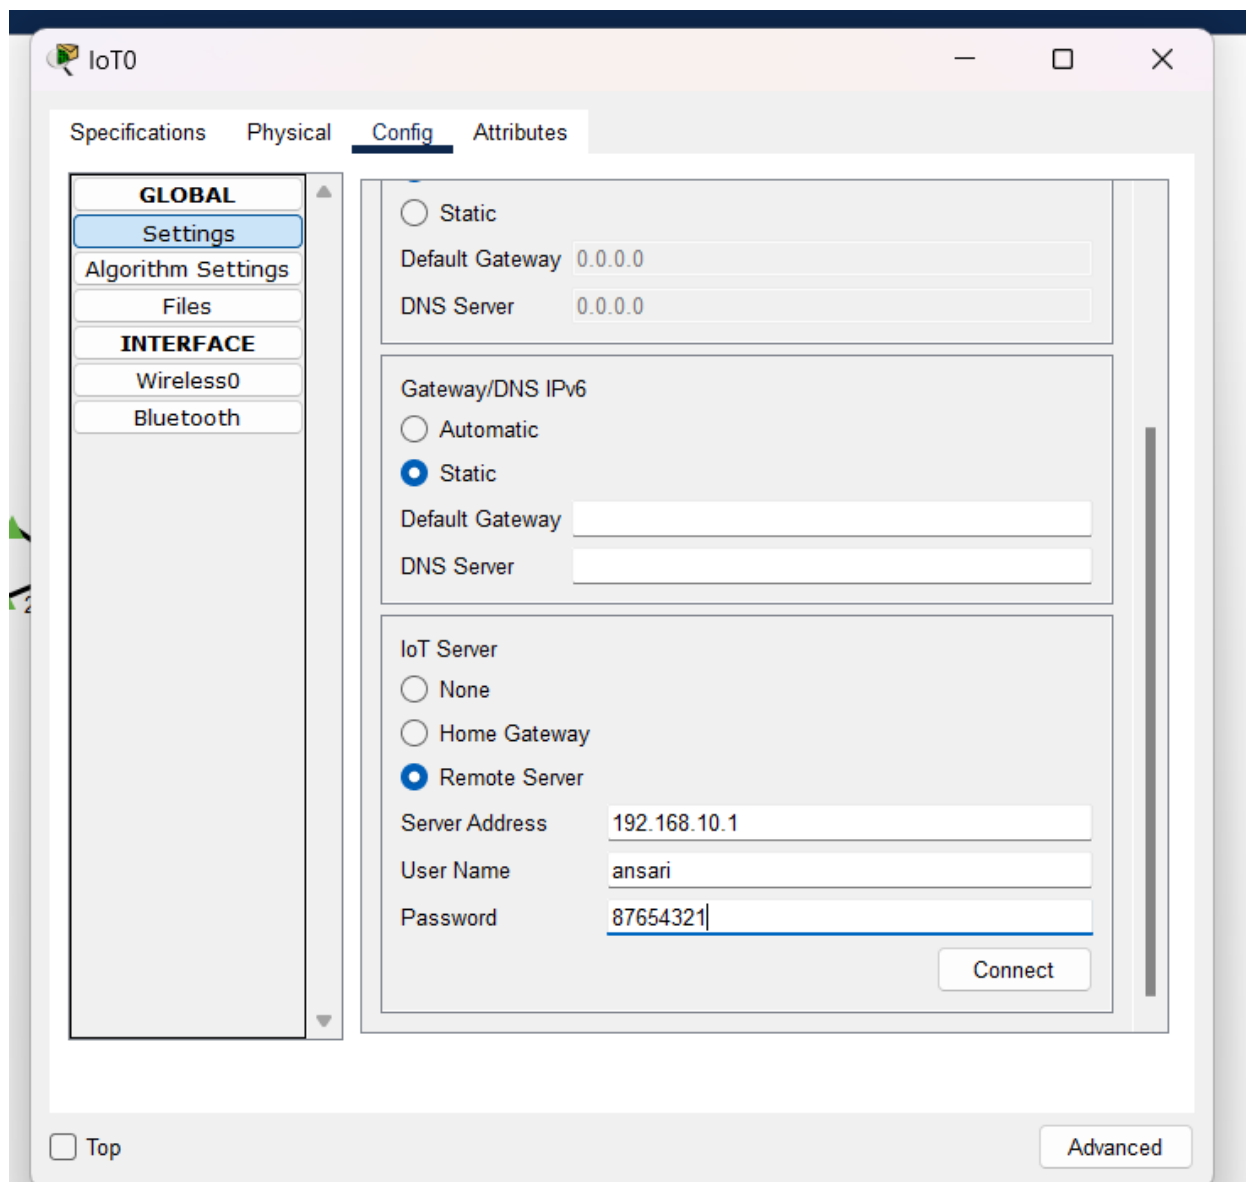 IoT0
Specifications Physical Config Attributes
GLOBAL
Settings
Algorithm Settings
Files
INTERFACE
Wireless0
Bluetooth
Static
Default Gateway 0.0.0.0
DNS Server 0.0.0.0
Gateway/DNS IPv6
Automatic
Static
Default Gateway
DNS Server
IoT Server
None
Home Gateway
Remote Server
Server Address 192.168.10.1
User Name ansari
Password 87654321
Connect
Top
Advanced